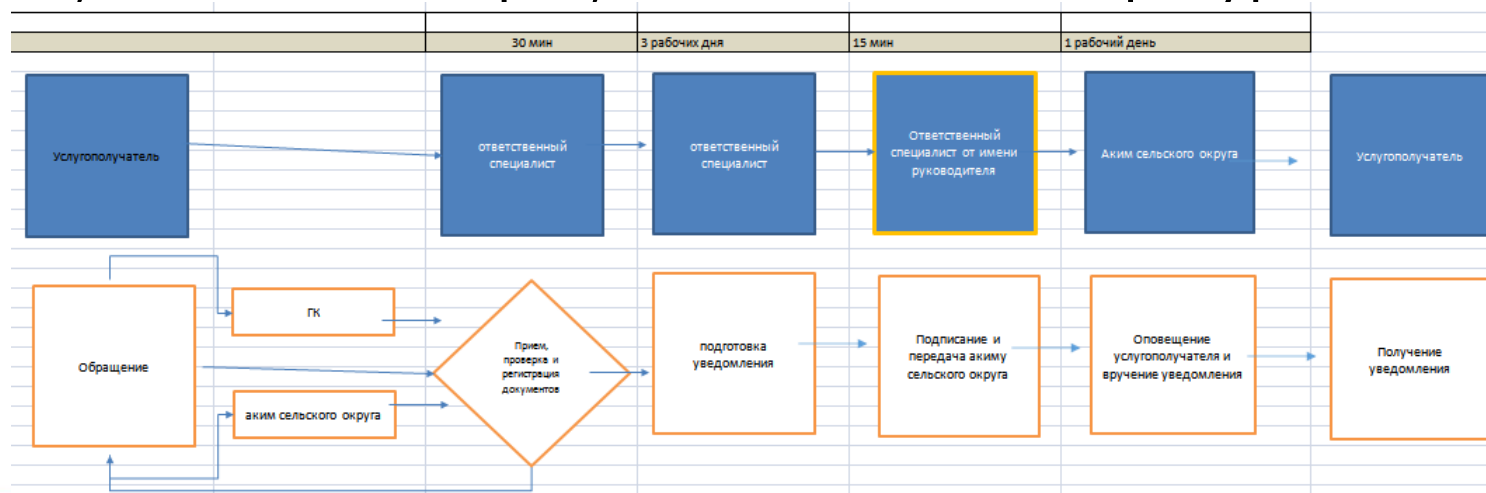 30 мин
3 рабочих дня
15 мин
1 рабочий день
Услугополучатель
ответственный
специалист
ответственный
специалист
Ответственный
специалист от имени
руководителя
Аким сельского округа
Услугополучатель
Обращение
ГК
аким сельского округа
Прием,
проверка и
регистрация
документов
подготовка
уведомления
Подписание и
передача акиму
сельского округа
Оповещение
услугополучателя и
вручение уведомления
Получение
уведомления